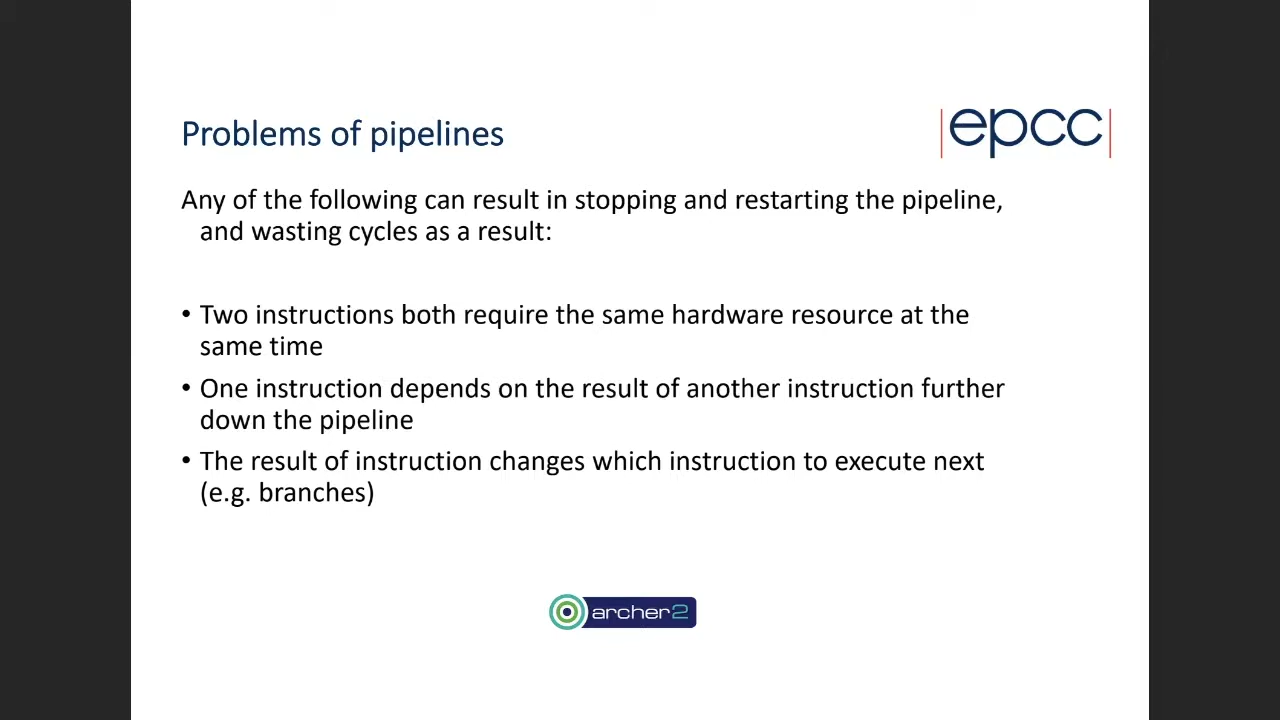 Problems of pipelines
|epcc|
Any of the following can result in stopping and restarting the pipeline,
and wasting cycles as a result:
• Two instructions both require the same hardware resource at the
same time
• One instruction depends on the result of another instruction further
down the pipeline
• The result of instruction changes which instruction to execute next
(e.g. branches)
archer2